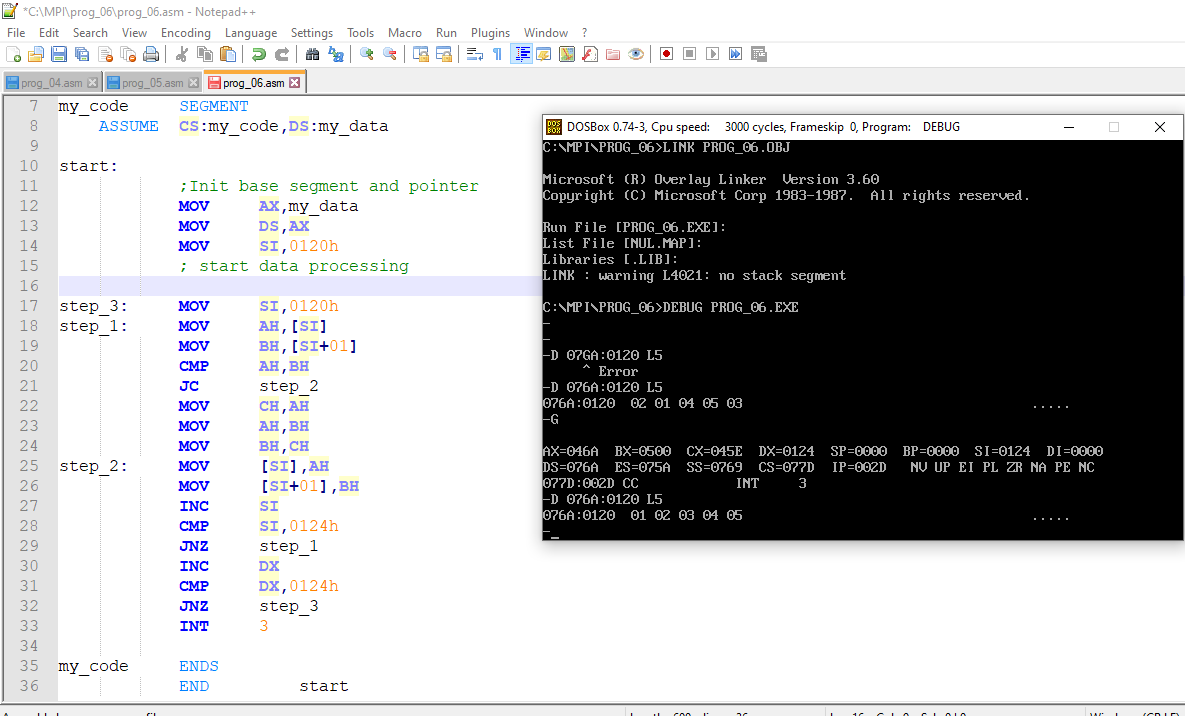 *C:\MPI\prog_06\prog_06.asm - Notepad++
File Edit Search View Encoding Language Settings Tools Macro Run Plugins Window ?
prog_04.asm prog_05.asm prog_06.asm
7 my_code SEGMENT
8 ASSUME CS:my_code,DS:my_data
9
10 start:
11 ;Init base segment and pointer
12 MOV AX,my_data
13 MOV DS,AX
14 MOV SI,0120h
15 ; start data processing
16
17 step_3: MOV SI,0120h
18 step_1: MOV AH,[SI]
19 MOV BH,[SI+01]
20 CMP AH,BH
21 JC step_2
22 MOV CH,AH
23 MOV AH,BH
24 MOV BH,CH
25 step_2: MOV [SI],AH
26 MOV [SI+01],BH
27 INC SI
28 CMP SI,0124h
29 JNZ step_1
30 INC DX
31 CMP DX,0124h
32 JNZ step_3
33 INT 3
34
35 my_code ENDS
36 END start
DOSBox 0.74-3, Cpu speed: 3000 cycles, Frameskip 0, Program: DEBUG
C:\MPI\PROG_06>LINK PROG_06.OBJ
Microsoft (R) Overlay Linker Version 3.60
Copyright (C) Microsoft Corp 1983-1987. All rights reserved.
Run File [PROG_06.EXE]:
List File [NUL.MAP]:
Libraries [.LIB]:
LINK : warning L4021: no stack segment
C:\MPI\PROG_06>DEBUG PROG_06.EXE
-
-
-D 07GA:0120 L5
^ Error
-D 076A:0120 L5
076A:0120 02 01 04 05 03 .....
-G
AX=046A BX=0500 CX=045E DX=0124 SP=0000 BP=0000 SI=0124 DI=0000
DS=076A ES=075A SS=0769 CS=077D IP=002D NV UP EI PL ZR NA PE NC
077D:002D CC INT 3
-D 076A:0120 L5
076A:0120 01 02 03 04 05 .....
-_